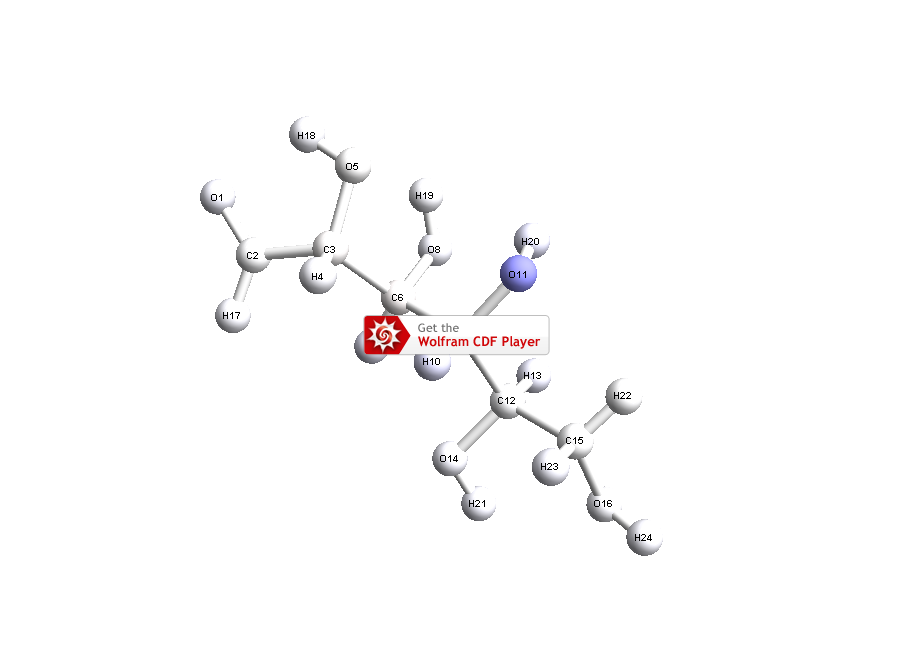 H18
O5
O1
H19
C2
C3
O8
H20
H4
O11
C6
H17
Get the
Wolfram CDF Player
H10
H13
C12
H22
C15
O14
H23
H21
O16
H24